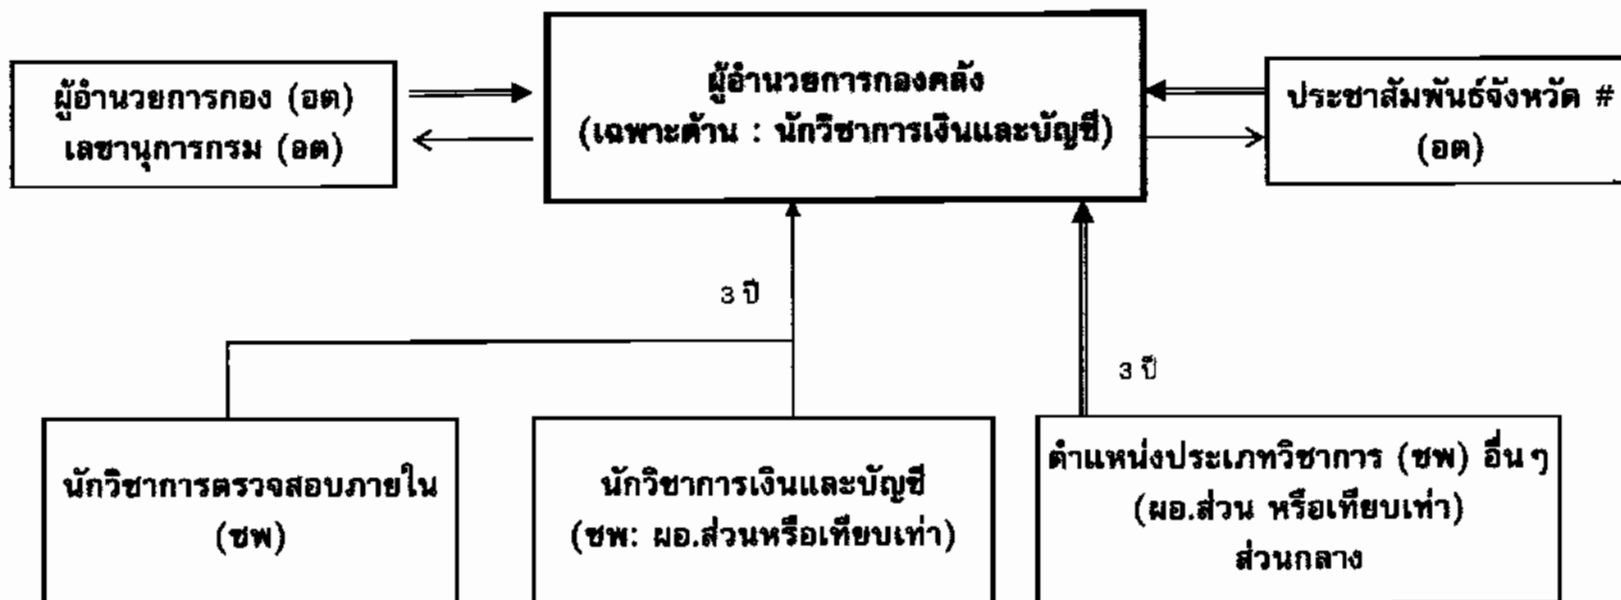 ผู้อำนวยการกองคลัง
(เฉพาะด้าน : นักวิชาการเงินและบัญชี)
ผู้อำนวยการกอง (อต)
เลขานุการกรม (อต)
ประชาสัมพันธ์จังหวัด #
(อต)
3 ปี
3 ปี
นักวิชาการตรวจสอบภายใน
(ชพ)
นักวิชาการเงินและบัญชี
(ชพ: ผอ.ส่วนหรือเทียบเท่า)
ตำแหน่งประเภทวิชาการ (ชพ) อื่นๆ
(ผอ.ส่วน หรือเทียบเท่า)
ส่วนกลาง